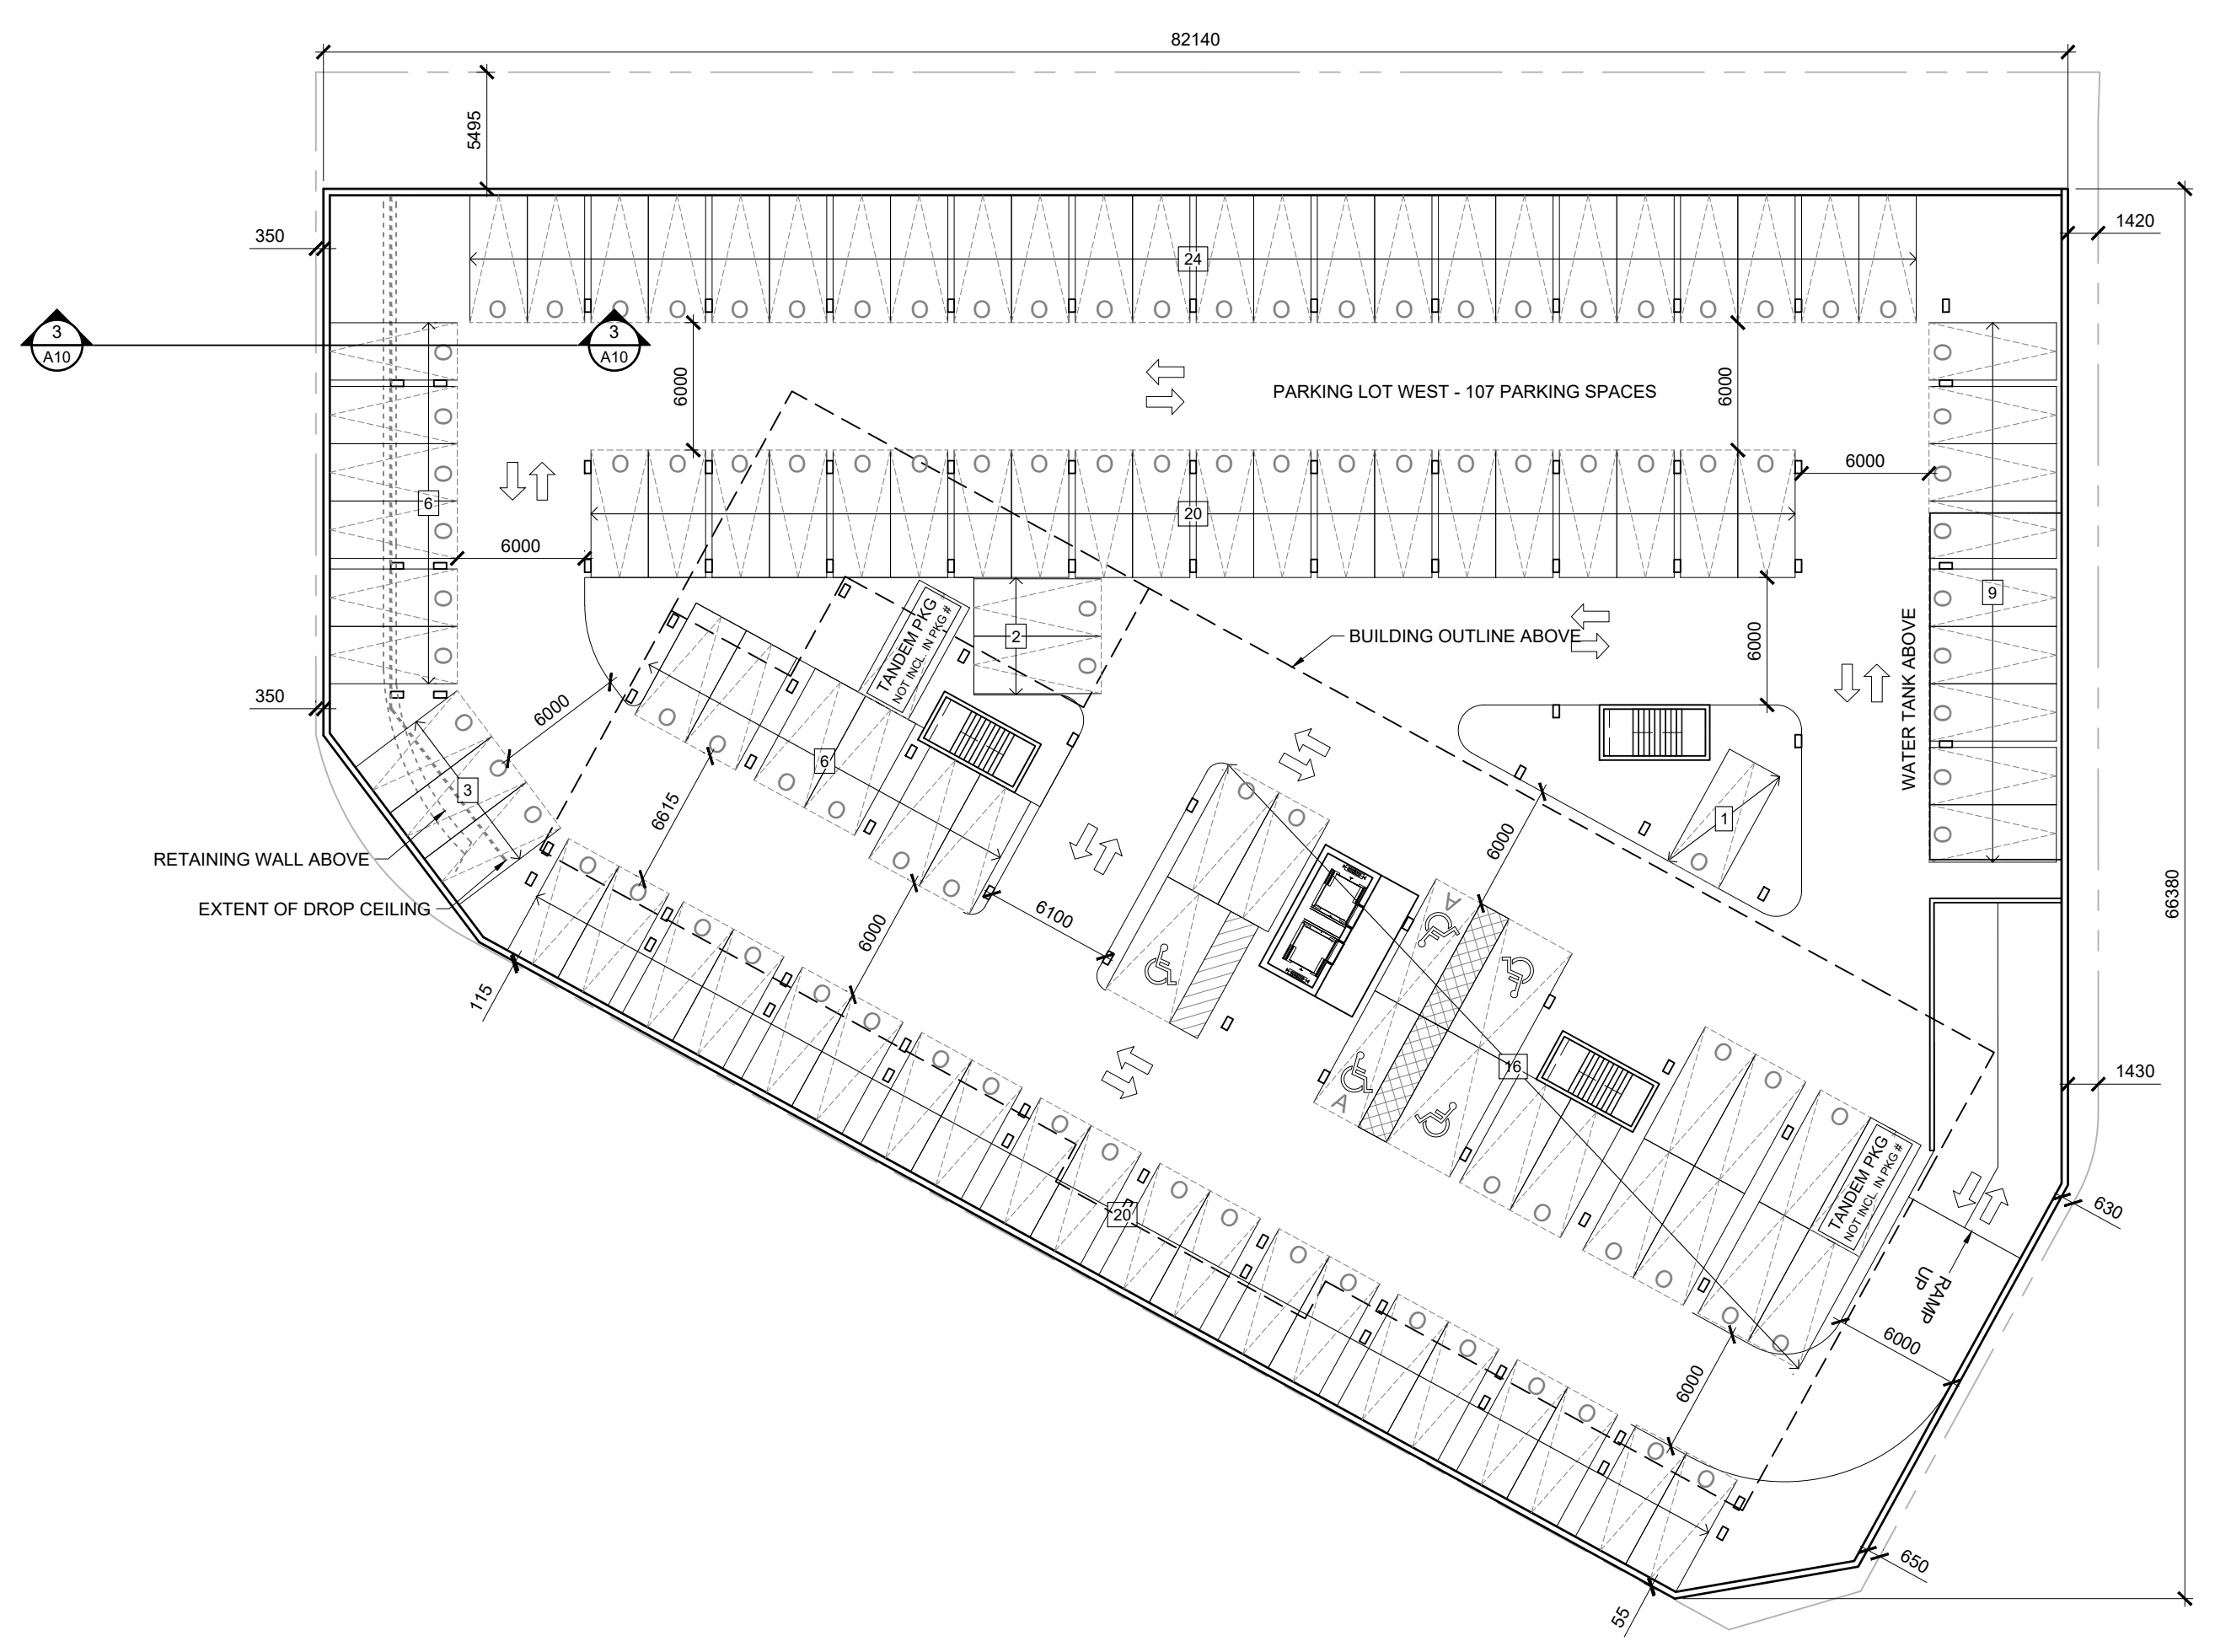 82140
5495
350
1420
24
3
A10
3
A10
6000
6000
PARKING LOT WEST - 107 PARKING SPACES
6000
6
20
6000
9
WATER TANK ABOVE
TANDEM PKG
NOT INCL. IN PKG #
2
BUILDING OUTLINE ABOVE
6000
350
6000
6
3
6615
6000
1
RETAINING WALL ABOVE
EXTENT OF DROP CEILING
6100
6000
A
66380
115
16
1430
A
TANDEM PKG
NOT INCL. IN PKG #
20
630
RAMP
UP
6000
6000
650
55